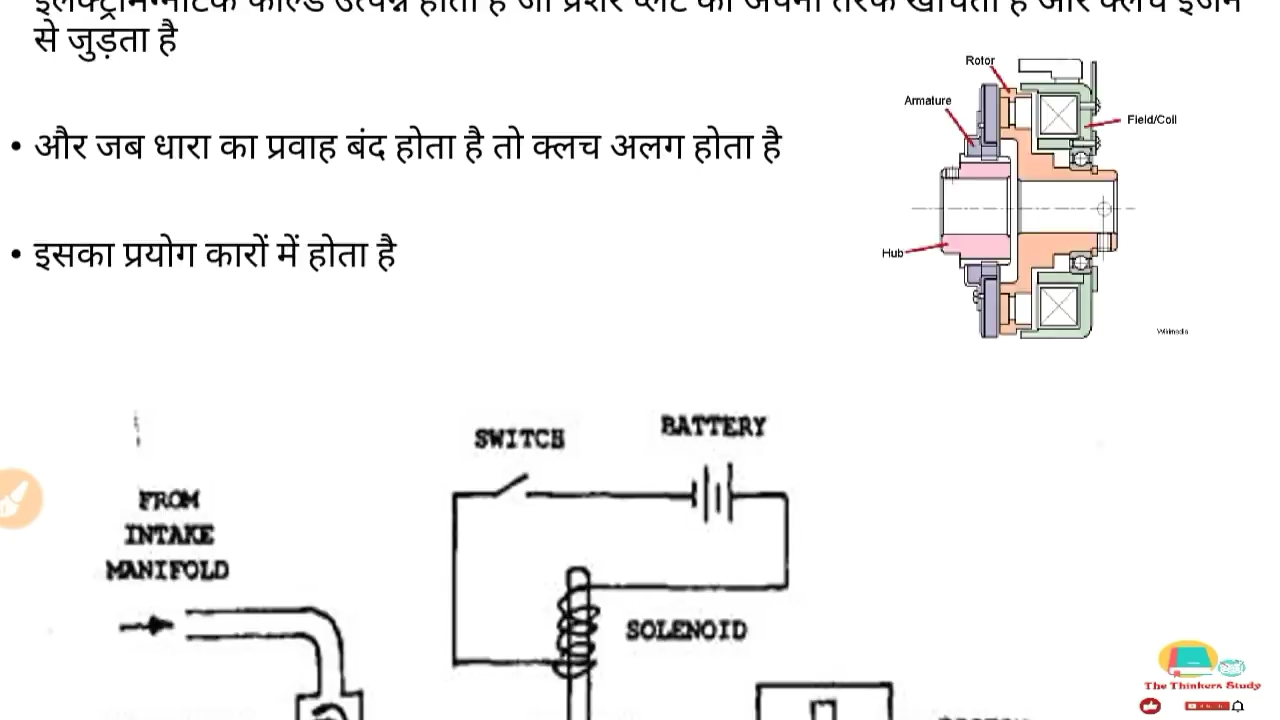 से जुड़ता है
• और जब धारा का प्रवाह बंद होता है तो क्लच अलग होता है
• इसका प्रयोग कारों में होता है
Rotor
Armature
Field/Coil
Hub
Wikimedia
SWITCH
BATTERY
FROM
INTAKE
MANIFOLD
SOLENOID
The Thinkers Study